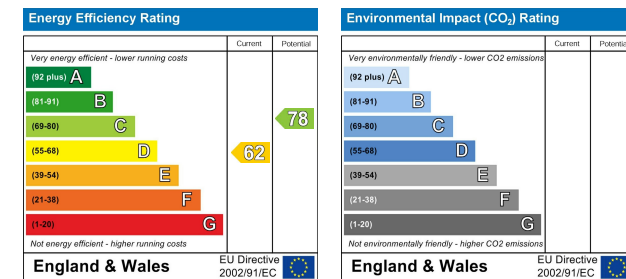 Energy Efficiency Rating
Current Potential
Very energy efficient - lower running costs
(92 plus) A
(81-91) B
(69-80) C
78
(55-68) D
62
(39-54) E
(21-38) F
(1-20) G
Not energy efficient - higher running costs
England & Wales
EU Directive
2002/91/EC
Environmental Impact (CO₂) Rating
Current Potential
Very environmentally friendly - lower CO2 emissions
(92 plus) A
(81-91) B
(69-80) C
(55-68) D
(39-54) E
(21-38) F
(1-20) G
Not environmentally friendly - higher CO2 emissions
England & Wales
EU Directive
2002/91/EC